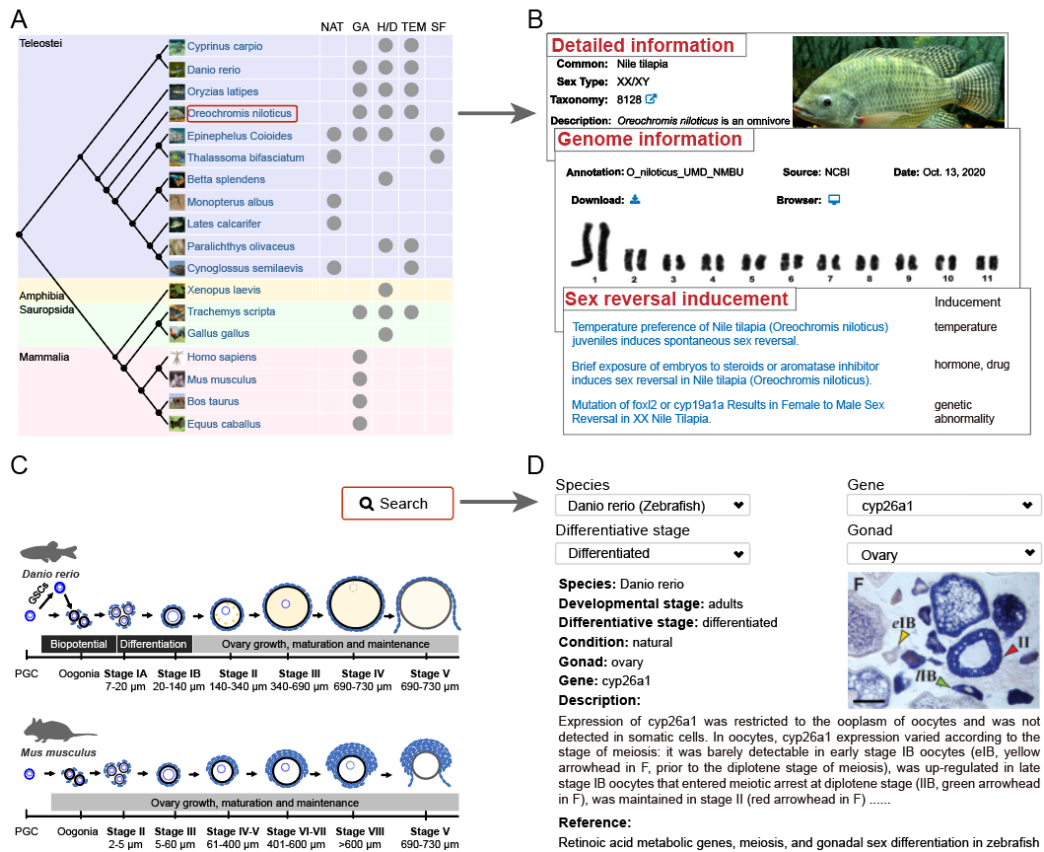 A
NAT GA H/D TEM SF
Teleostei
Cyprinus carpio
Danio rerio
Oryzias latipes
Oreochromis niloticus
Epinephelus Coioides
Thalassoma bifasciatum
Betta splendens
Monopterus albus
Lates calcarifer
Paralichthys olivaceus
Cynoglossus semilaevis
Amphibia
Xenopus laevis
Sauropsida
Trachemys scripta
Gallus gallus
Mammalia
Homo sapiens
Mus musculus
Bos taurus
Equus caballus
B
Detailed information
Common: Nile tilapia
Sex Type: XX/XY
Taxonomy: 8128
Description: Oreochromis niloticus is an omnivore
Genome information
Annotation: O_niloticus_UMD_NMBU Source: NCBI Date: Oct. 13, 2020
Download: Browser:
1 2 3 4 5 6 7 8 9 10 11
Sex reversal inducement
Inducement
Temperature preference of Nile tilapia (Oreochromis niloticus)
juveniles induces spontaneous sex reversal.
temperature
Brief exposure of embryos to steroids or aromatase inhibitor
induces sex reversal in Nile tilapia (Oreochromis niloticus).
hormone, drug
Mutation of foxl2 or cyp19a1a Results in Female to Male Sex
Reversal in XX Nile Tilapia.
genetic
abnormality
C
Search
Danio rerio
GSCs
Biopotential Differentiation Ovary growth, maturation and maintenance
PGC Oogonia Stage IA Stage IB Stage II Stage III Stage IV Stage V
7-20 µm 20-140 µm 140-340 µm 340-690 µm 690-730 µm 690-730 µm
Mus musculus
Ovary growth, maturation and maintenance
PGC Oogonia Stage II Stage III Stage IV-V Stage VI-VII Stage VIII Stage V
2-5 µm 5-60 µm 61-400 µm 401-600 µm >600 µm 690-730 µm
D
Species Gene
Danio rerio (Zebrafish) cyp26a1
Differentiative stage Gonad
Differentiated Ovary
Species: Danio rerio
Developmental stage: adults
Differentiative stage: differentiated
Condition: natural
Gonad: ovary
Gene: cyp26a1
Description:
F
eIB
II
lIB
Expression of cyp26a1 was restricted to the ooplasm of oocytes and was not
detected in somatic cells. In oocytes, cyp26a1 expression varied according to the
stage of meiosis: it was barely detectable in early stage IB oocytes (eIB, yellow
arrowhead in F, prior to the diplotene stage of meiosis), was up-regulated in late
stage IB oocytes that entered meiotic arrest at diplotene stage (lIB, green arrowhead
in F), was maintained in stage II (red arrowhead in F) ......
Reference:
Retinoic acid metabolic genes, meiosis, and gonadal sex differentiation in zebrafish